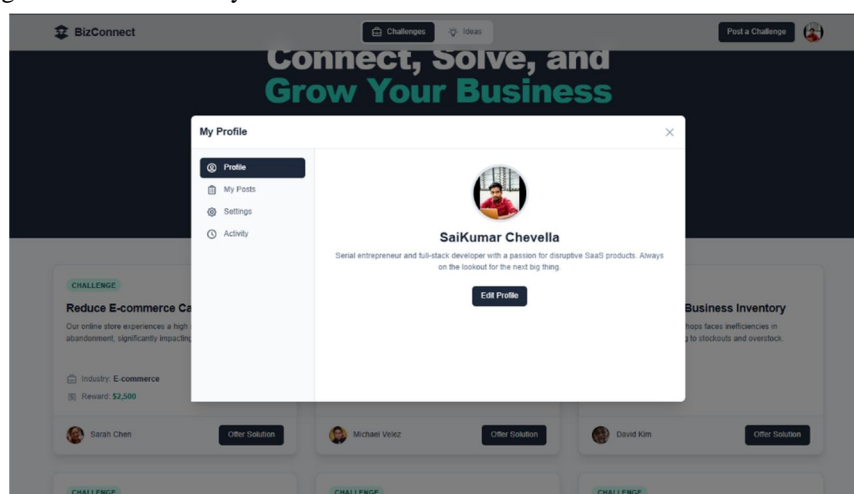 BizConnect
Challenges
Ideas
Post a Challenge
Connect, Solve, and
Grow Your Business
My Profile
Profile
My Posts
Settings
Activity
SaiKumar Chevella
Serial entrepreneur and full-stack developer with a passion for disruptive SaaS products. Always
on the lookout for the next big thing.
Edit Profile
CHALLENGE
Reduce E-commerce Ca
Our online store experiences a high
abandonment, significantly impacting
Industry: E-commerce
Reward: $2,500
Sarah Chen
Offer Solution
Michael Velez
Offer Solution
Business Inventory
hops faces inefficiencies in
g to stockouts and overstock.
David Kim
Offer Solution
CHALLENGE
CHALLENGE
CHALLENGE